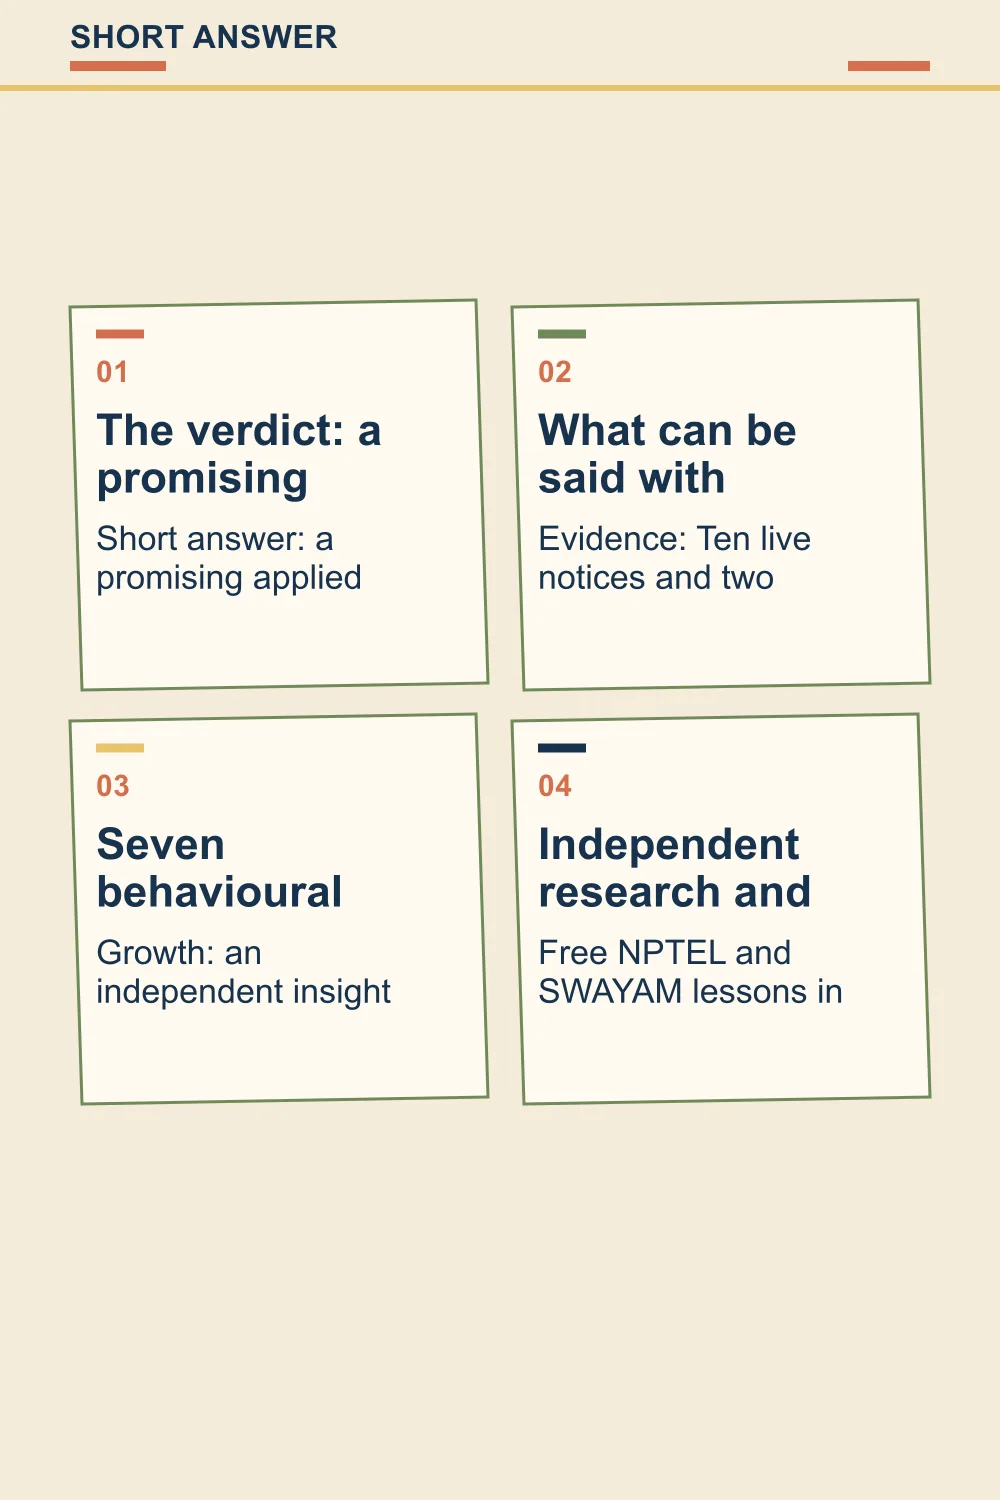 SHORT ANSWER
01
The verdict: a
promising
Short answer: a
promising applied
02
What can be
said with
Evidence: Ten live
notices and two
03
Seven
behavioural
Growth: an
independent insight
04
Independent
research and
Free NPTEL and
SWAYAM lessons in